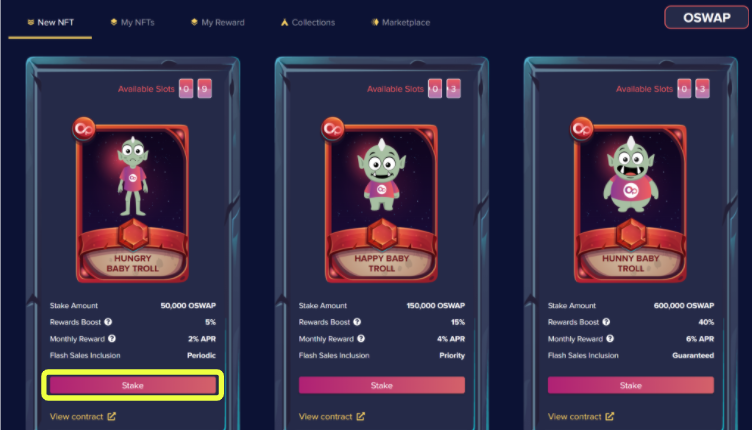 New NFT My NFTs My Reward Collections Marketplace OSWAP
Available Slots 0 9
HUNGRY
BABY TROLL
Stake Amount 50,000 OSWAP
Rewards Boost ? 5%
Monthly Reward ? 2% APR
Flash Sales Inclusion Periodic
Stake
View contract
Available Slots 0 3
HAPPY BABY
TROLL
Stake Amount 150,000 OSWAP
Rewards Boost ? 15%
Monthly Reward ? 4% APR
Flash Sales Inclusion Priority
Stake
View contract
Available Slots 0 3
HUNNY BABY
TROLL
Stake Amount 600,000 OSWAP
Rewards Boost ? 40%
Monthly Reward ? 6% APR
Flash Sales Inclusion Guaranteed
Stake
View contract